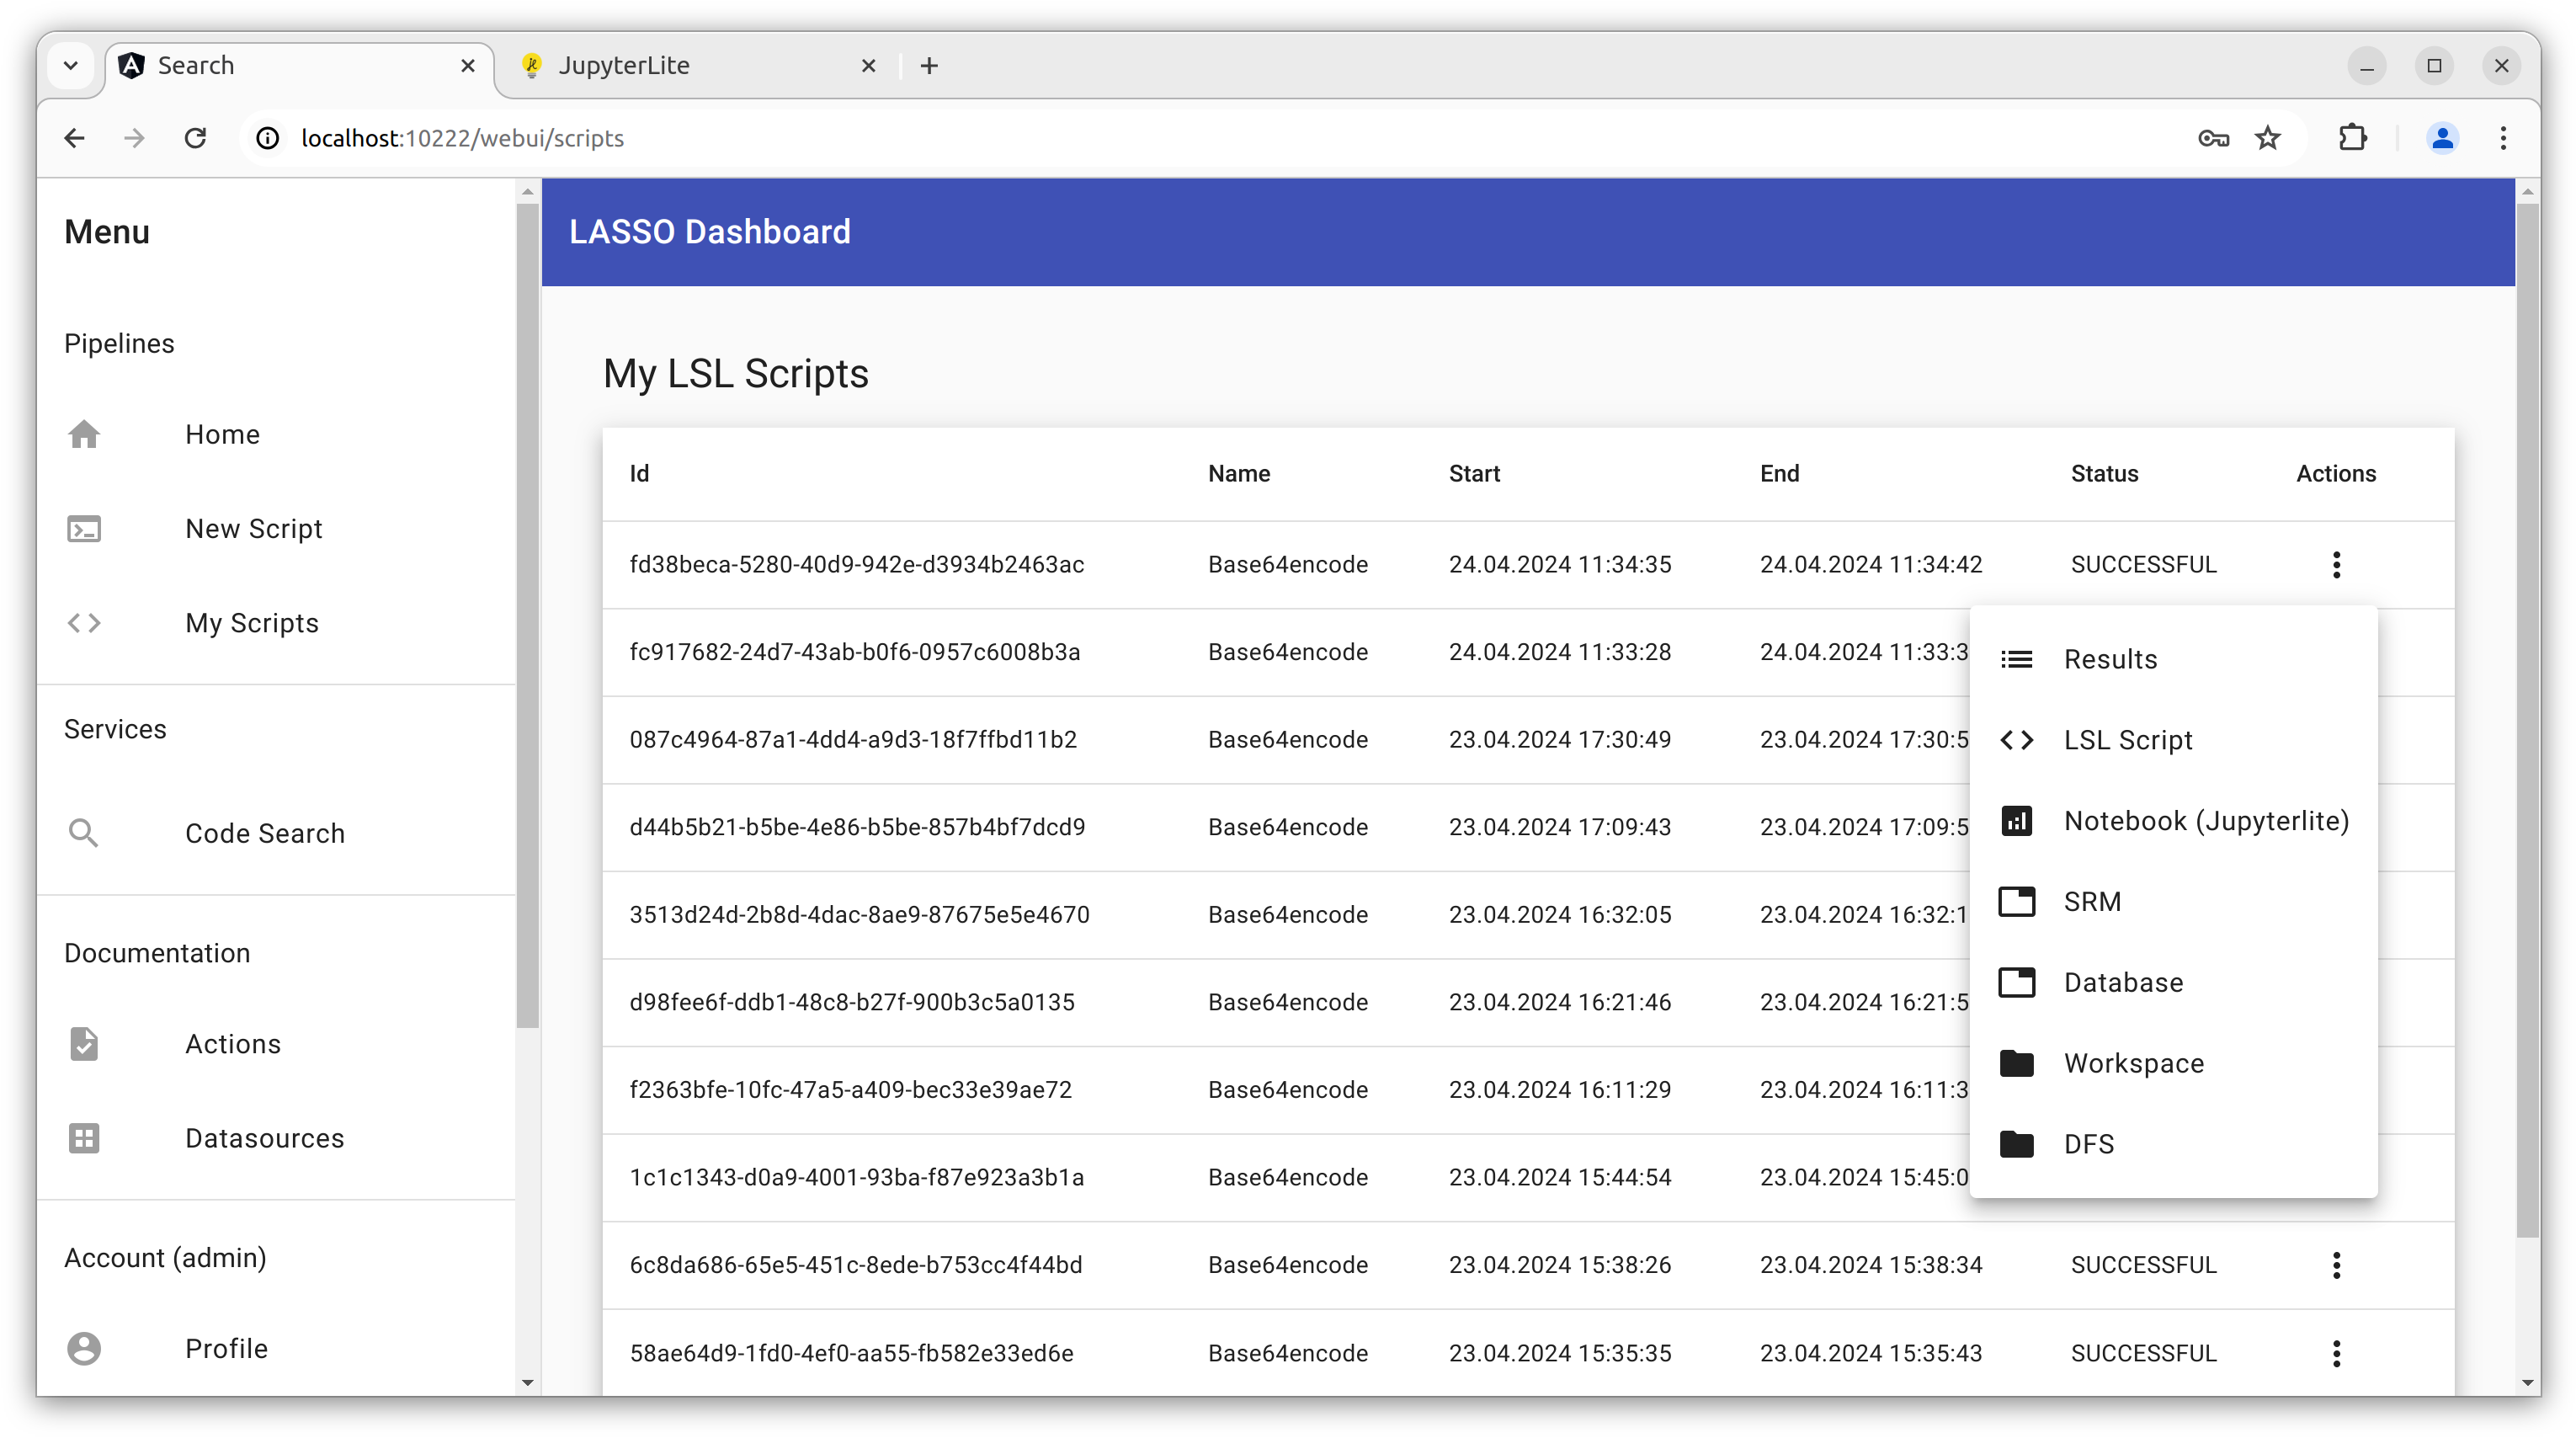 Search
JupyterLite
localhost:10222/webui/scripts
Menu
Pipelines
Home
New Script
My Scripts
Services
Code Search
Documentation
Actions
Datasources
Account (admin)
Profile
LASSO Dashboard
My LSL Scripts
Id Name Start End Status Actions
fd38beca-5280-40d9-942e-d3934b2463ac Base64encode 24.04.2024 11:34:35 24.04.2024 11:34:42 SUCCESSFUL
fc917682-24d7-43ab-b0f6-0957c6008b3a Base64encode 24.04.2024 11:33:28 24.04.2024 11:33:3
087c4964-87a1-4dd4-a9d3-18f7ffbd11b2 Base64encode 23.04.2024 17:30:49 23.04.2024 17:30:5
d44b5b21-b5be-4e86-b5be-857b4bf7dcd9 Base64encode 23.04.2024 17:09:43 23.04.2024 17:09:5
3513d24d-2b8d-4dac-8ae9-87675e5e4670 Base64encode 23.04.2024 16:32:05 23.04.2024 16:32:1
d98fee6f-ddb1-48c8-b27f-900b3c5a0135 Base64encode 23.04.2024 16:21:46 23.04.2024 16:21:5
f2363bfe-10fc-47a5-a409-bec33e39ae72 Base64encode 23.04.2024 16:11:29 23.04.2024 16:11:3
1c1c1343-d0a9-4001-93ba-f87e923a3b1a Base64encode 23.04.2024 15:44:54 23.04.2024 15:45:0
6c8da686-65e5-451c-8ede-b753cc4f44bd Base64encode 23.04.2024 15:38:26 23.04.2024 15:38:34 SUCCESSFUL
58ae64d9-1fd0-4ef0-aa55-fb582e33ed6e Base64encode 23.04.2024 15:35:35 23.04.2024 15:35:43 SUCCESSFUL
Results
LSL Script
Notebook (Jupyterlite)
SRM
Database
Workspace
DFS